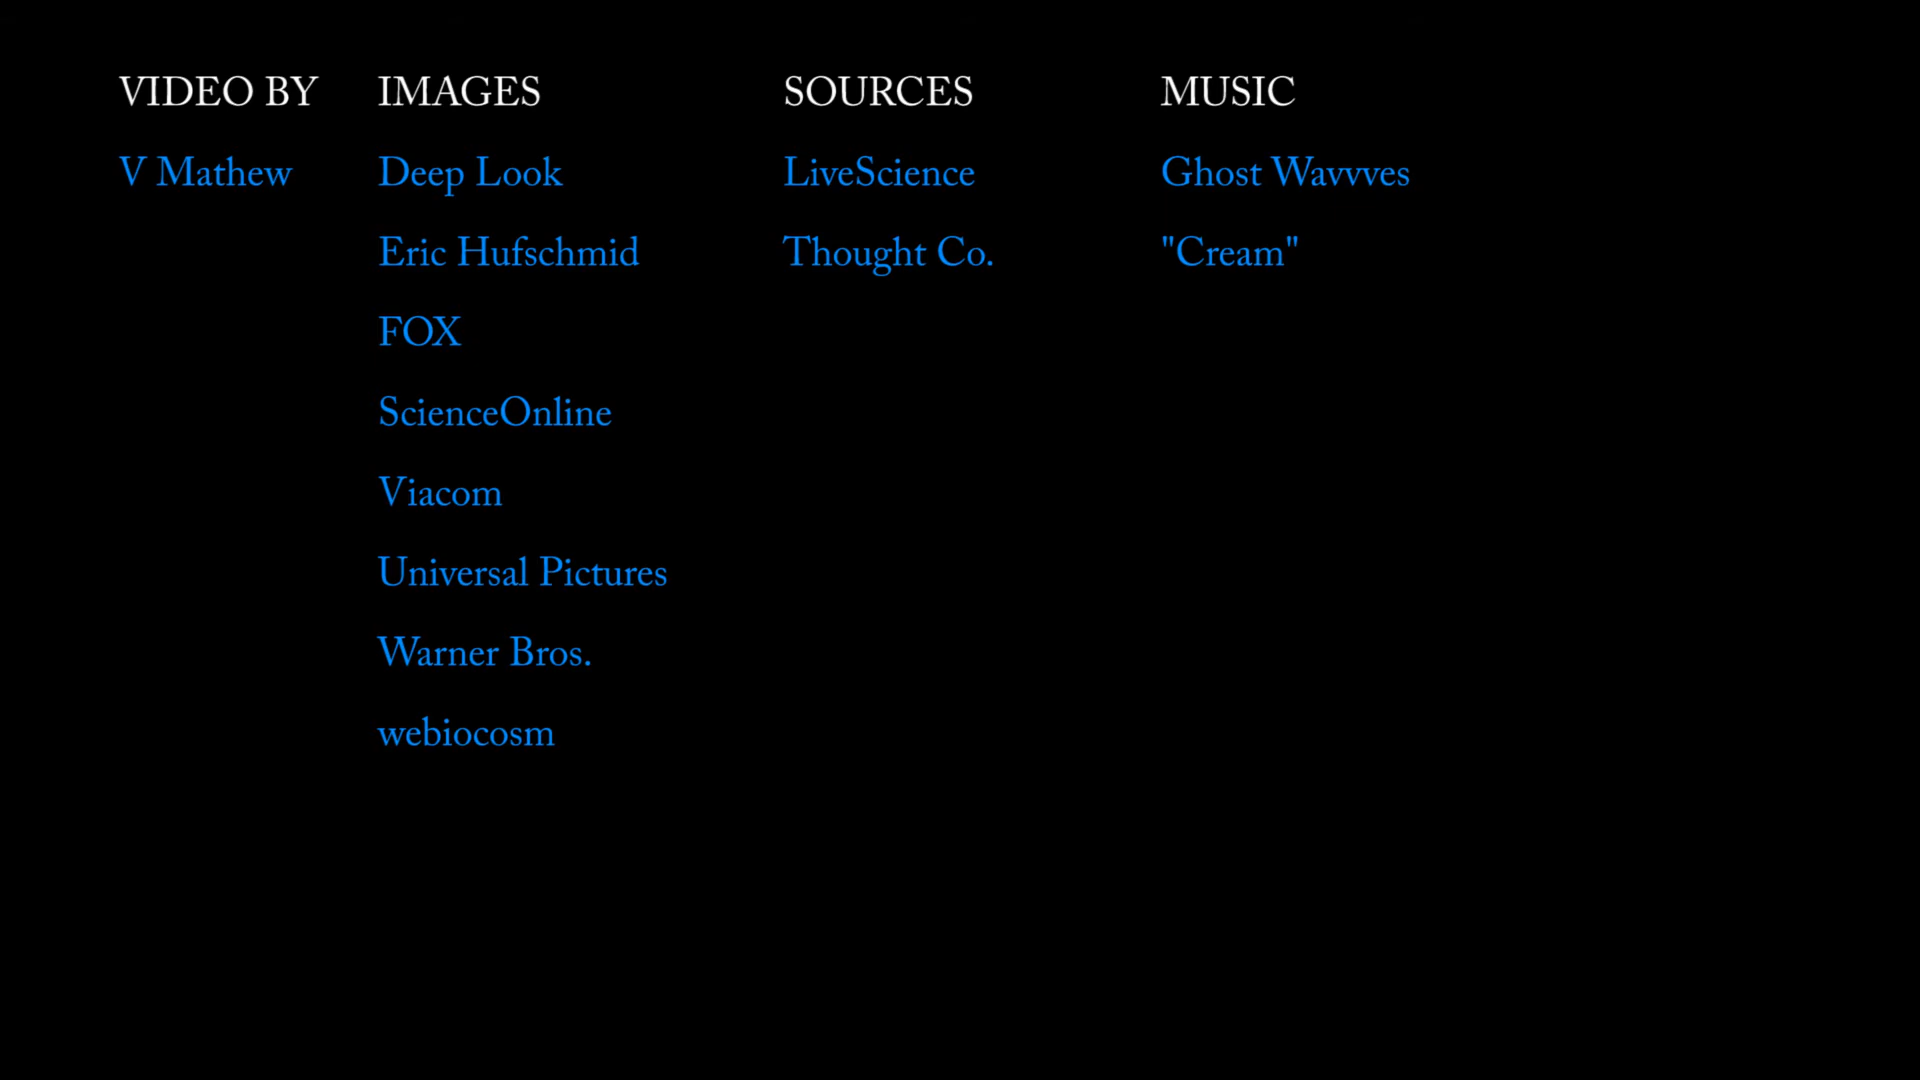 VIDEO BY
V Mathew
IMAGES
Deep Look
Eric Hufschmid
FOX
ScienceOnline
Viacom
Universal Pictures
Warner Bros.
webiocosm
SOURCES
LiveScience
Thought Co.
MUSIC
Ghost Wavvves
"Cream"